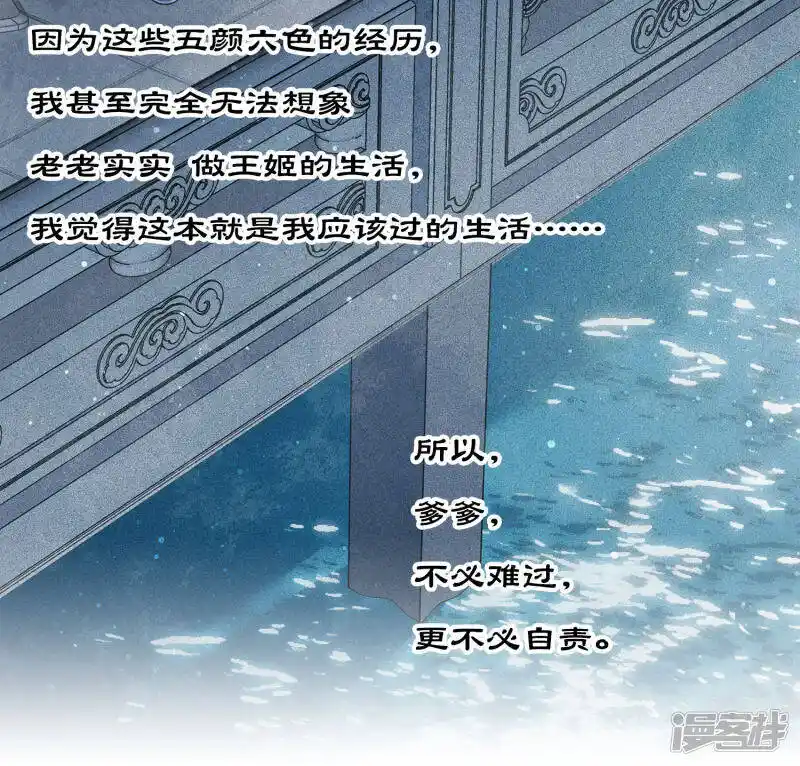 因为这些五颜六色的经历，
我甚至完全无法想象
老老实实 做王姬的生活，
我觉得这本就是我应该过的生活……
所以，
爹爹，
不必难过，
更不必自责。
漫客栈